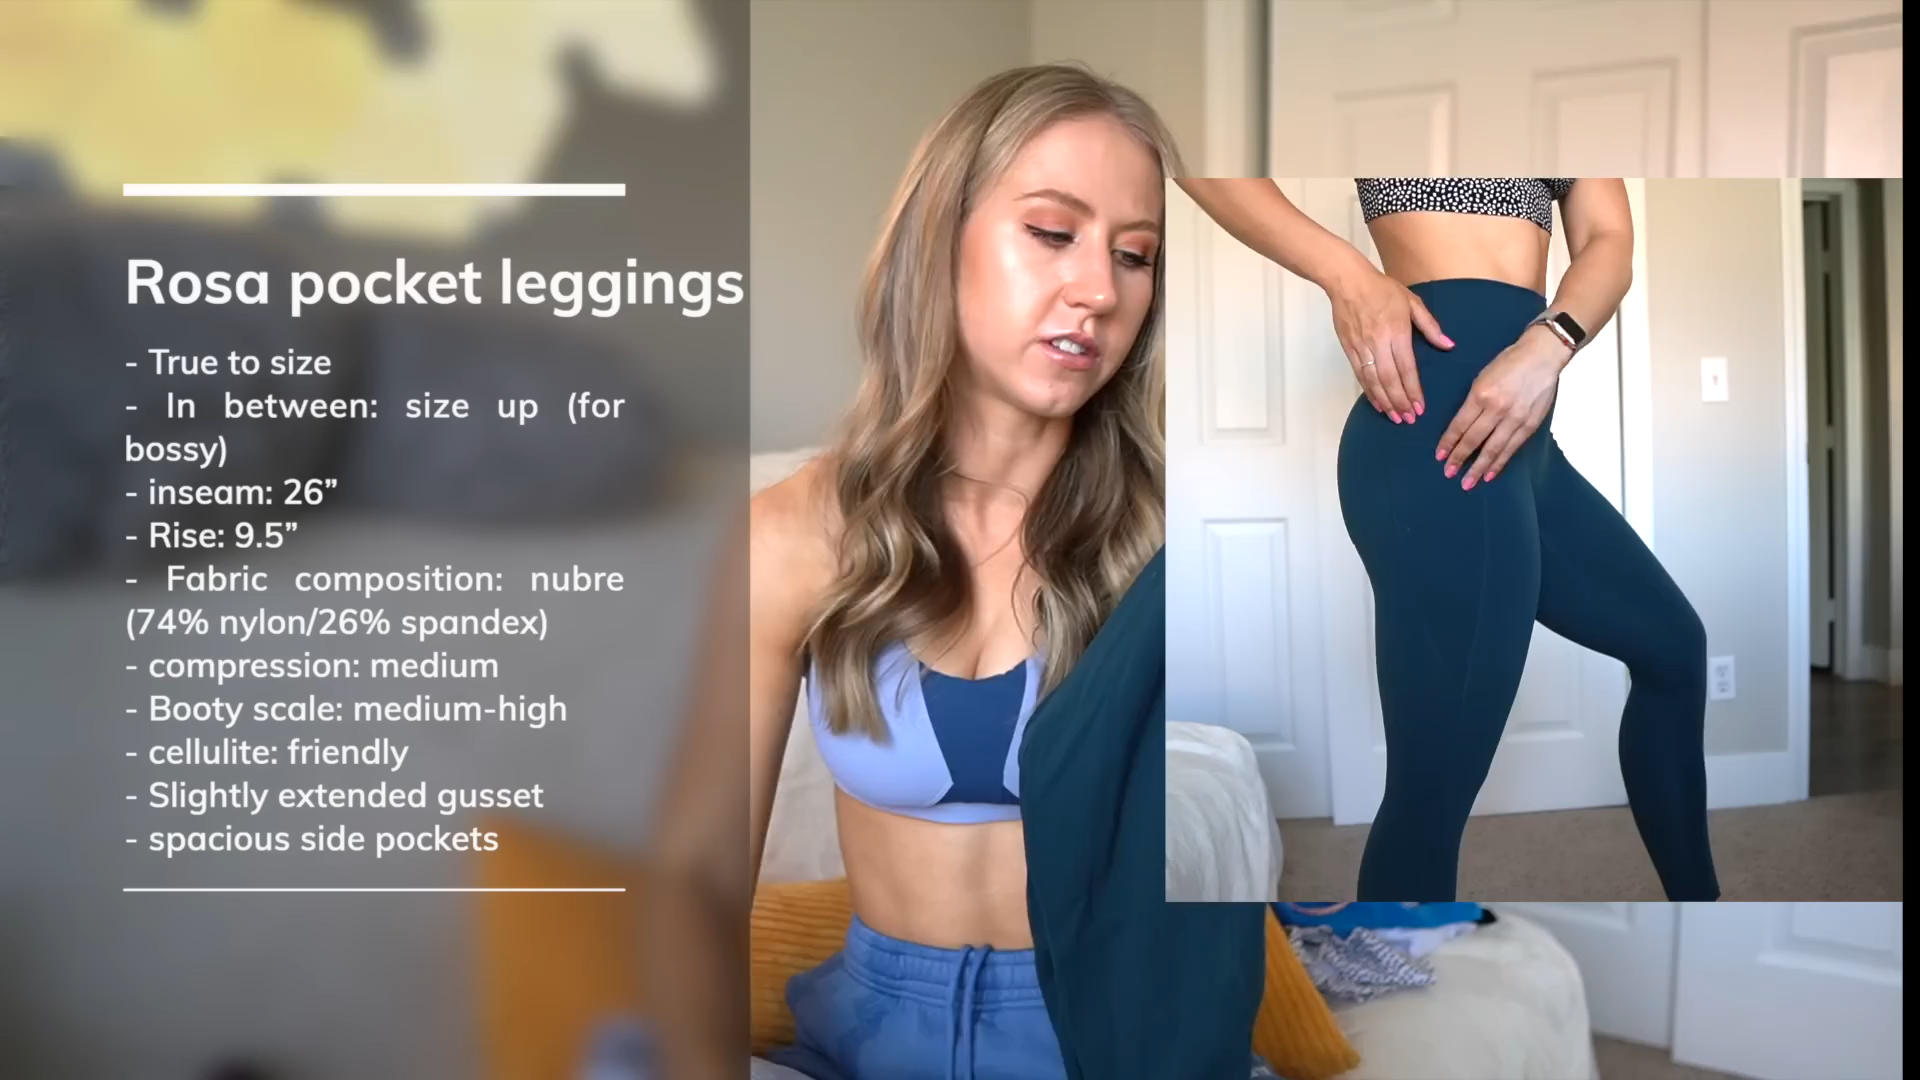 Rosa pocket leggings
- True to size
- In between: size up (for
bossy)
- inseam: 26”
- Rise: 9.5”
- Fabric composition: nubre
(74% nylon/26% spandex)
- compression: medium
- Booty scale: medium-high
- cellulite: friendly
- Slightly extended gusset
- spacious side pockets